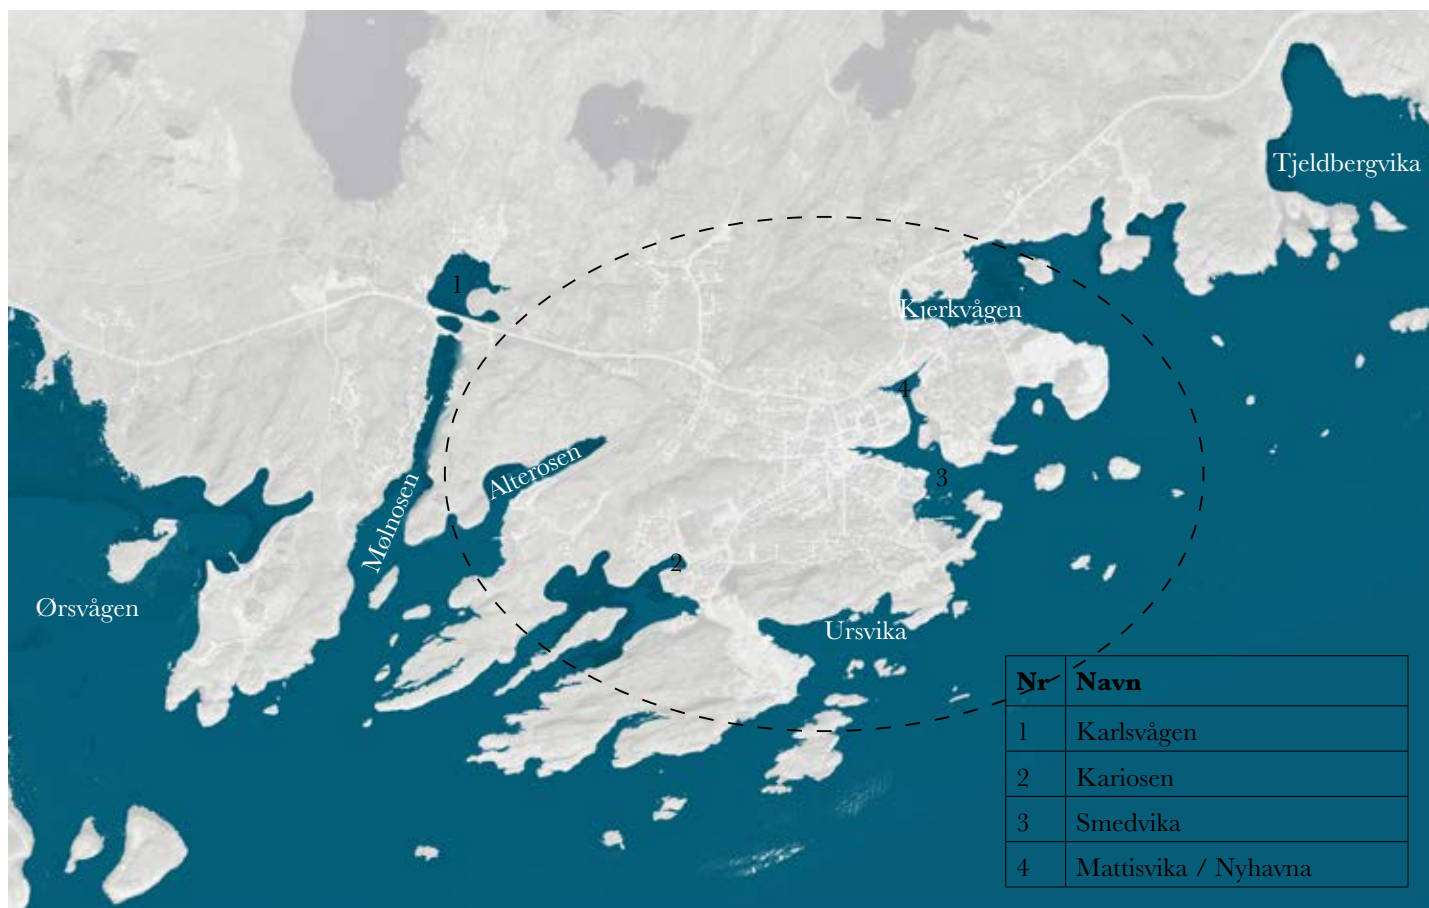 Tjeldbergvika
1
Kjerkvågen
4
Alterosen
3
Mølnosen
2
Ørsvågen
Ursvika
Nr Navn
1 Karlsvågen
2 Kariosen
3 Smedvika
4 Mattisvika / Nyhavna